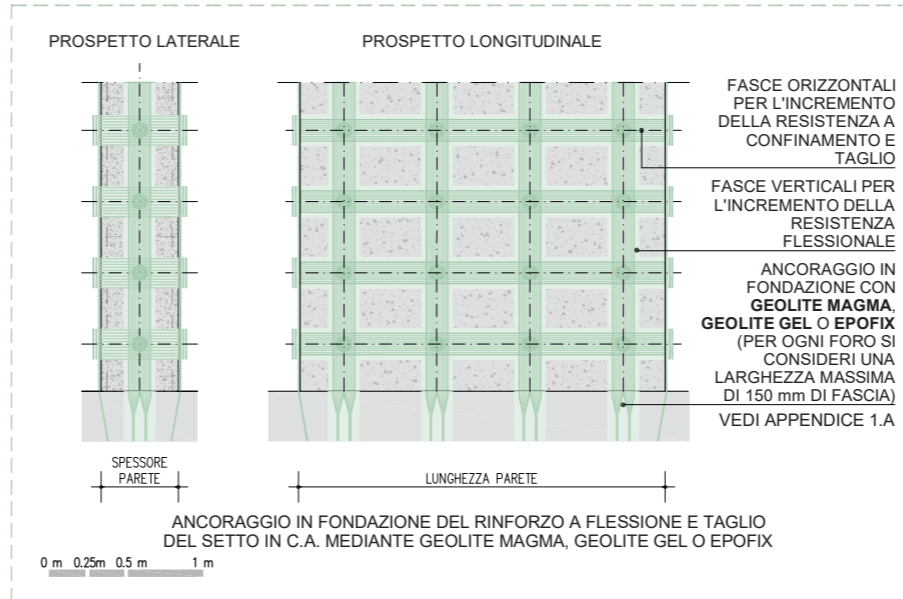 PROSPETTO LATERALE
PROSPETTO LONGITUDINALE
FASCE ORIZZONTALI
PER L'INCREMENTO
DELLA RESISTENZA A
CONFINAMENTO E
TAGLIO
FASCE VERTICALI PER
L'INCREMENTO DELLA
RESISTENZA
FLESSIONALE
ANCORAGGIO IN
FONDAZIONE CON
GEOLITE MAGMA,
GEOLITE GEL O EPOFIX
(PER OGNI FORO SI
CONSIDERI UNA
LARGHEZZA MASSIMA
DI 150 mm DI FASCIA)
VEDI APPENDICE 1.A
SPESSORE
PARETE
LUNGHEZZA PARETE
ANCORAGGIO IN FONDAZIONE DEL RINFORZO A FLESSIONE E TAGLIO
DEL SETTO IN C.A. MEDIANTE GEOLITE MAGMA, GEOLITE GEL O EPOFIX
0 m 0.25m 0.5 m 1 m